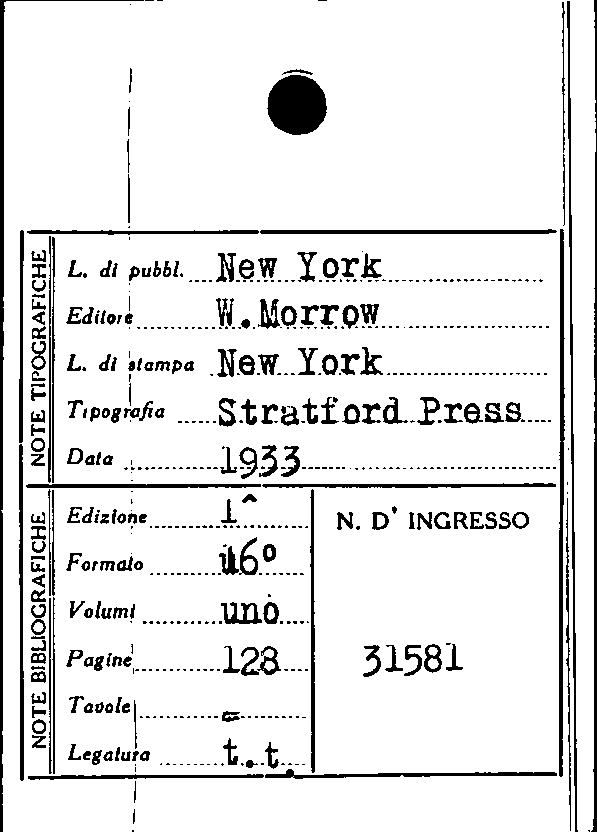 NOTE TIPOGRAFICHE
L. di pubbl. New York
Editore W.Morrow
L. di stampa New York
Tipografia Stratford Press
Data 1933
NOTE BIBLIOGRAFICHE
Edizione 1^
Formato 16º
Volumi uno
Pagine 128
Tavole =
Legatura t.t.
N. D' INGRESSO
31581